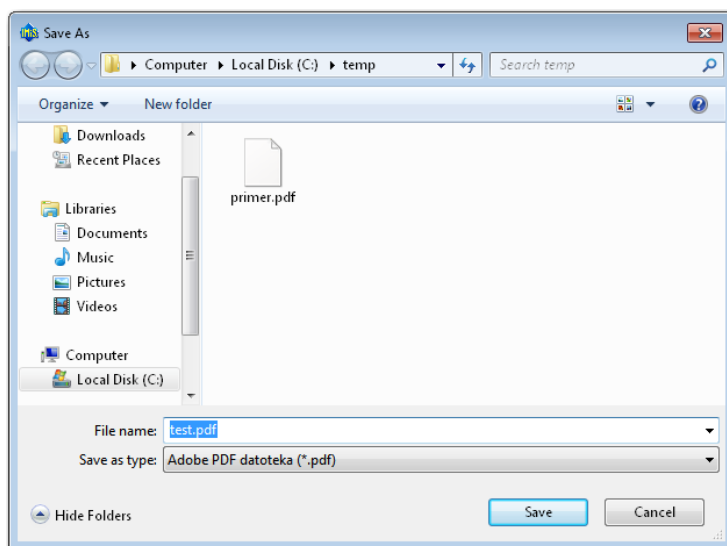 Save As
Computer Local Disk (C:) temp
Search temp
Organize New folder
Downloads
Recent Places
Libraries
Documents
Music
Pictures
Videos
Computer
Local Disk (C:)
primer.pdf
File name: test.pdf
Save as type: Adobe PDF datoteka (*.pdf)
Hide Folders Save Cancel